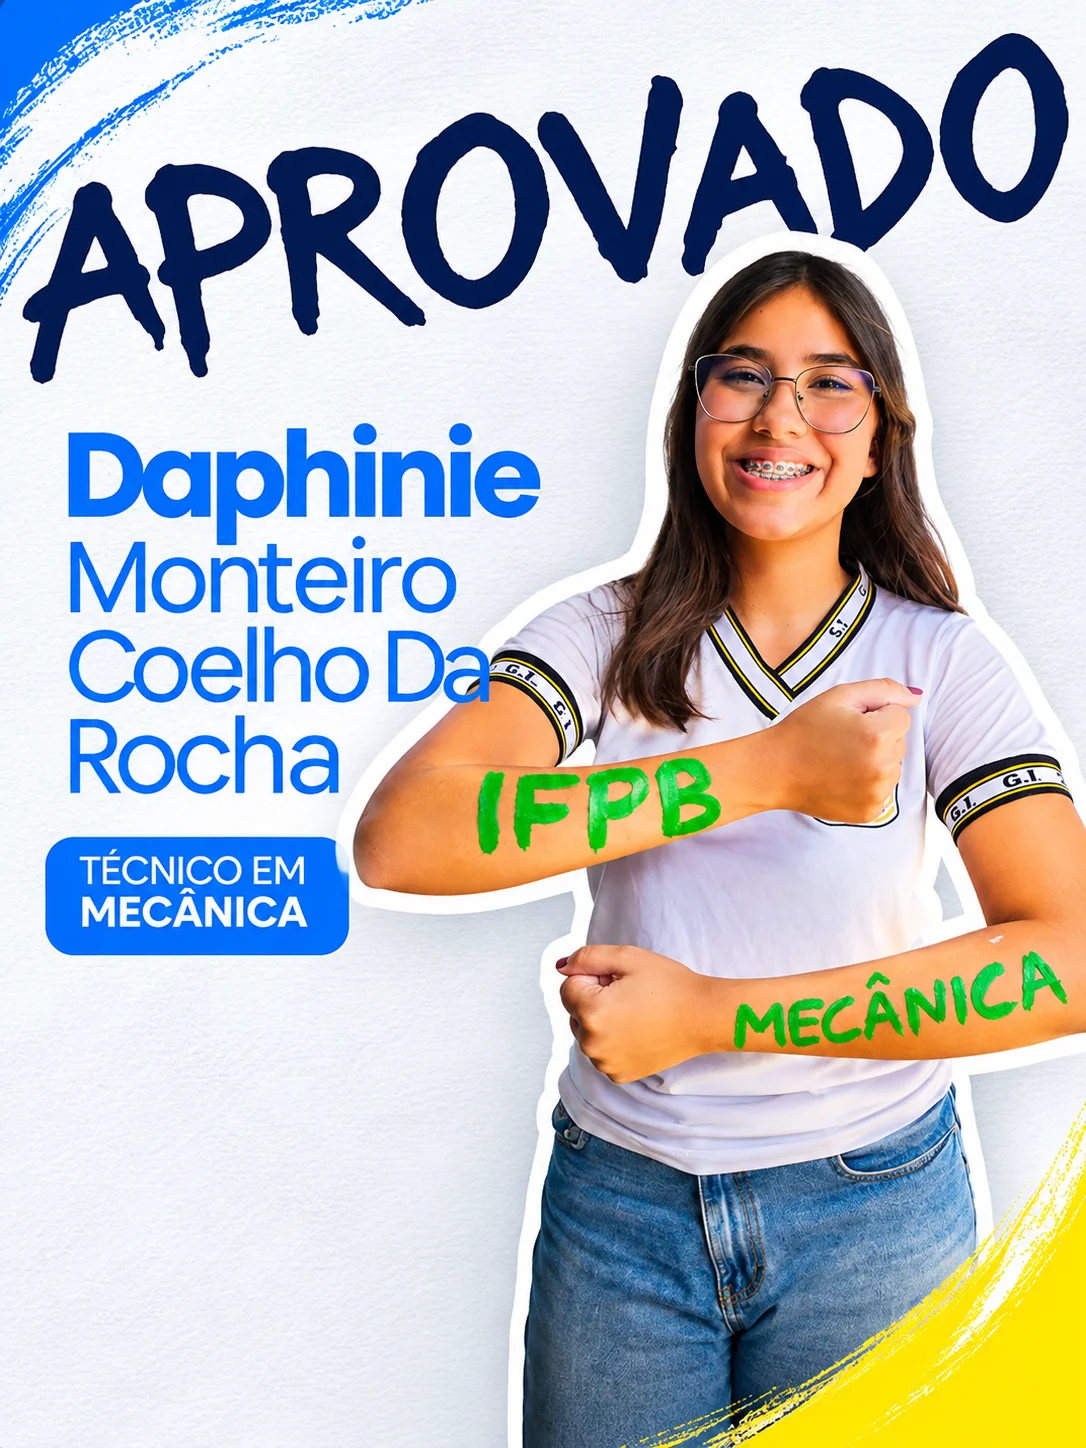 APROVADO
Daphinie
Monteiro
Coelho Da
Rocha
TÉCNICO EM
MECÂNICA
S.I G
G.I. G.I
G.I. G.I.
IFPB
MECÂNICA